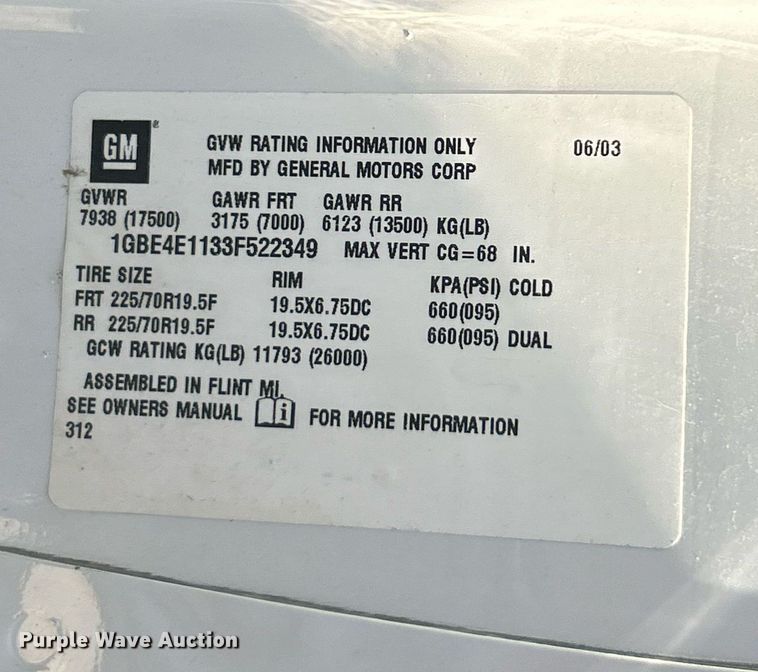 GM
GVW RATING INFORMATION ONLY 06/03
MFD BY GENERAL MOTORS CORP
GVWR GAWR FRT GAWR RR
7938 (17500) 3175 (7000) 6123 (13500) KG(LB)
1GBE4E1133F522349 MAX VERT CG=68 IN.
TIRE SIZE RIM KPA(PSI) COLD
FRT 225/70R19.5F 19.5X6.75DC 660(095)
RR 225/70R19.5F 19.5X6.75DC 660(095) DUAL
GCW RATING KG(LB) 11793 (26000)
ASSEMBLED IN FLINT MI.
SEE OWNERS MANUAL i FOR MORE INFORMATION
312
Purple Wave Auction